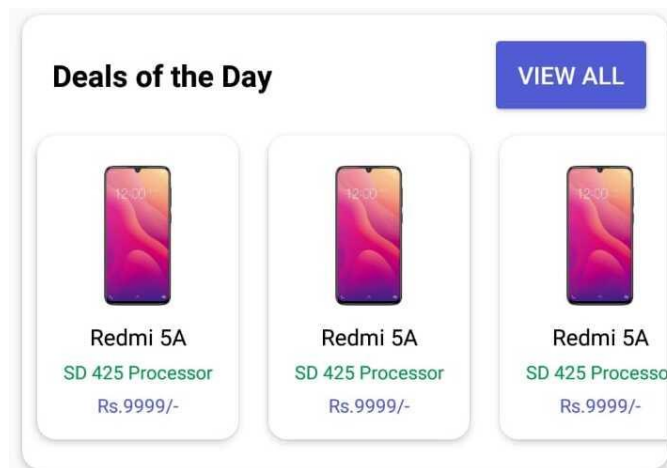 Deals of the Day
VIEW ALL
12:00
12:00
12:00
Redmi 5A
Redmi 5A
Redmi 5A
SD 425 Processor
SD 425 Processor
SD 425 Processo
Rs.9999/-
Rs.9999/-
Rs.9999/-